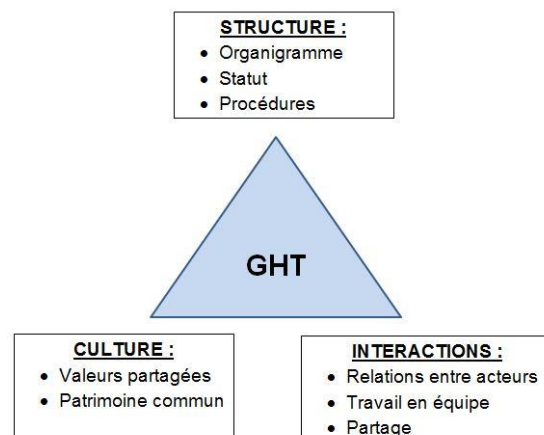 STRUCTURE :
• Organigramme
• Statut
• Procédures
GHT
CULTURE :
• Valeurs partagées
• Patrimoine commun
INTERACTIONS :
• Relations entre acteurs
• Travail en équipe
• Partage